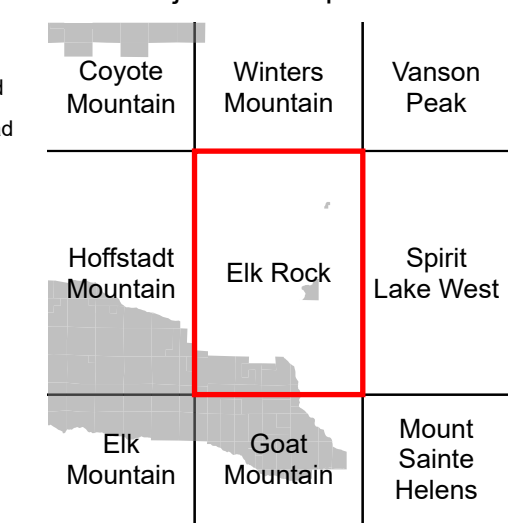 Coyote
Mountain
Winters
Mountain
Vanson
Peak
Hoffstadt
Mountain
Elk Rock
Spirit
Lake West
Elk
Mountain
Goat
Mountain
Mount
Sainte
Helens